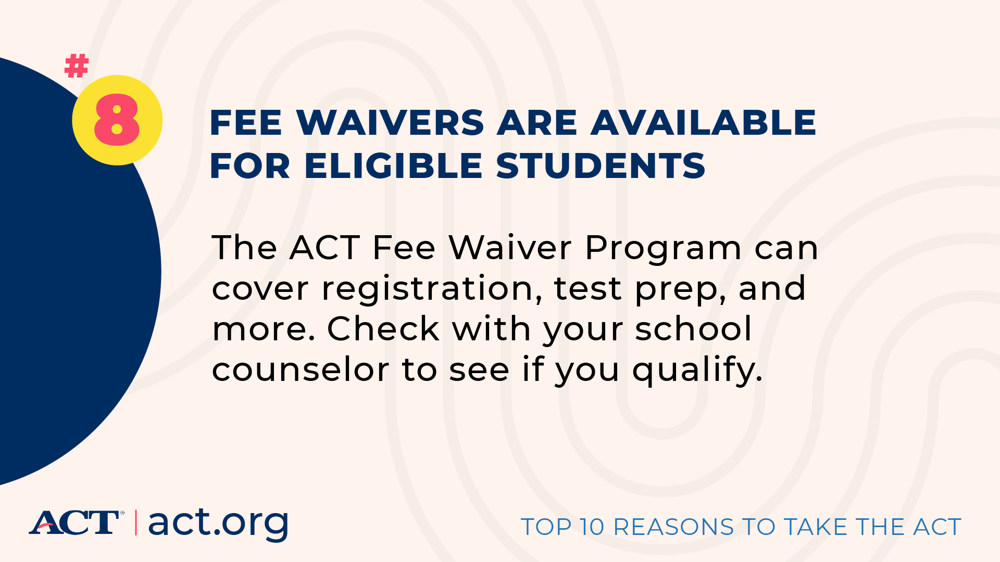 #
8
FEE WAIVERS ARE AVAILABLE
FOR ELIGIBLE STUDENTS
The ACT Fee Waiver Program can
cover registration, test prep, and
more. Check with your school
counselor to see if you qualify.
ACT® | act.org
TOP 10 REASONS TO TAKE THE ACT